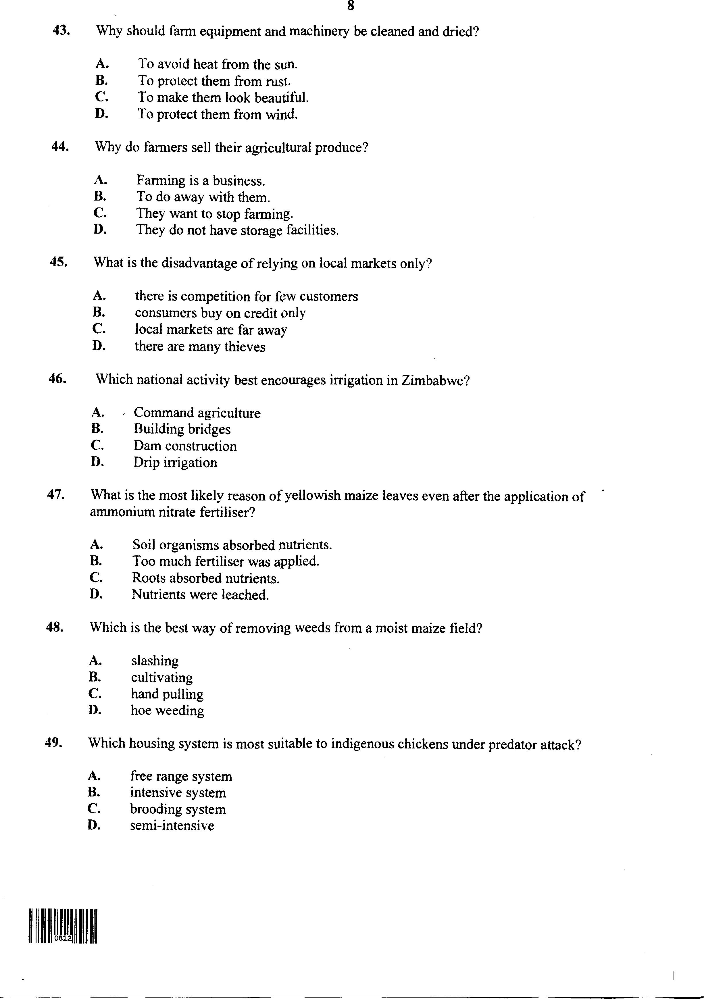 8
43. Why should farm equipment and machinery be cleaned and dried?
A. To avoid heat from the sun.
B. To protect them from rust.
C. To make them look beautiful.
D. To protect them from wind.
44. Why do farmers sell their agricultural produce?
A. Farming is a business.
B. To do away with them.
C. They want to stop farming.
D. They do not have storage facilities.
45. What is the disadvantage of relying on local markets only?
A. there is competition for few customers
B. consumers buy on credit only
C. local markets are far away
D. there are many thieves
46. Which national activity best encourages irrigation in Zimbabwe?
A. Command agriculture
B. Building bridges
C. Dam construction
D. Drip irrigation
47. What is the most likely reason of yellowish maize leaves even after the application of
ammonium nitrate fertiliser?
A. Soil organisms absorbed nutrients.
B. Too much fertiliser was applied.
C. Roots absorbed nutrients.
D. Nutrients were leached.
48. Which is the best way of removing weeds from a moist maize field?
A. slashing
B. cultivating
C. hand pulling
D. hoe weeding
49. Which housing system is most suitable to indigenous chickens under predator attack?
A. free range system
B. intensive system
C. brooding system
D. semi-intensive
0812